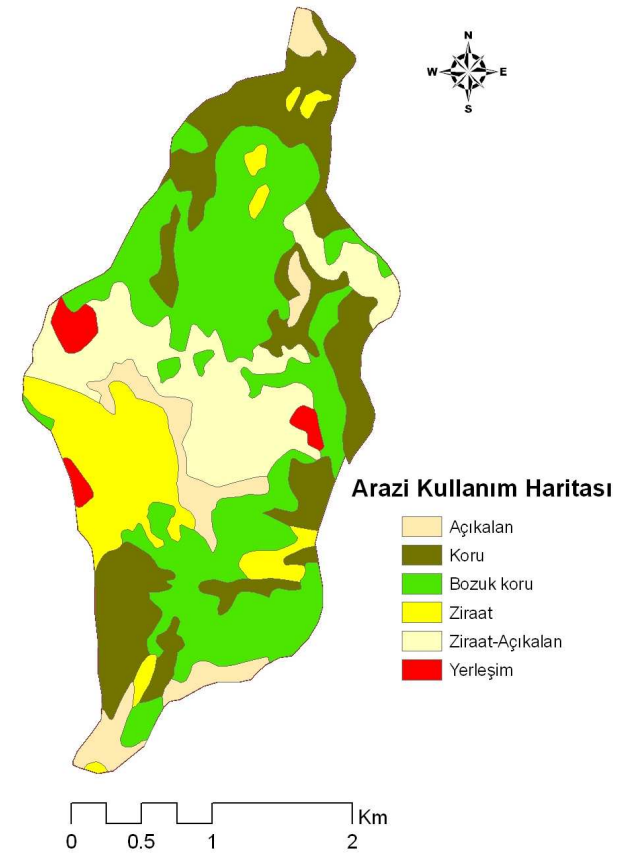 N
W E
S
Arazi Kullanım Haritası
Açıkalan
Koru
Bozuk koru
Ziraat
Ziraat-Açıkalan
Yerleşim
Km
0 0.5 1 2